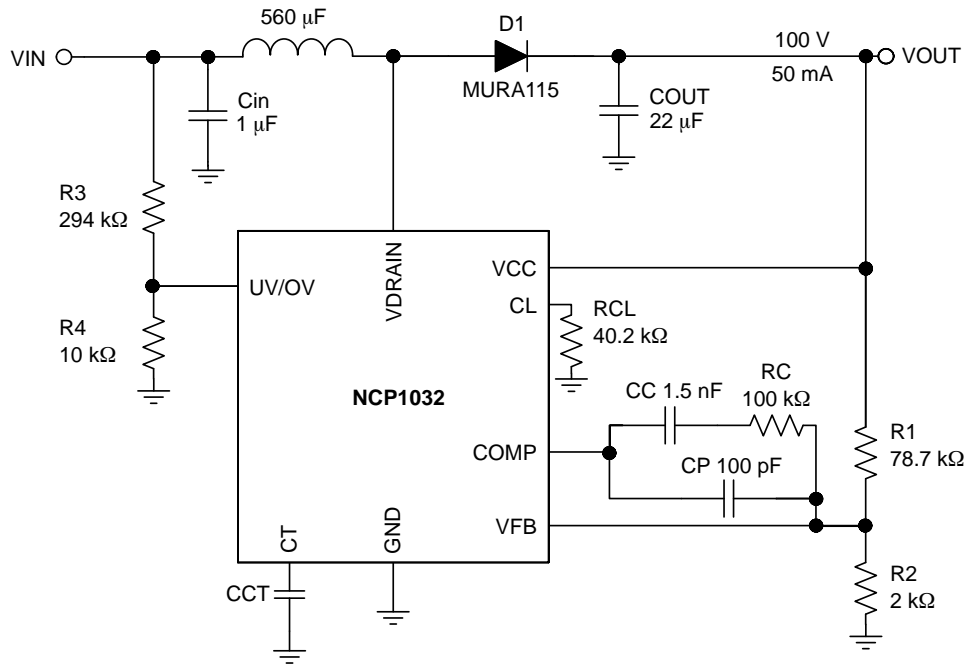 560 μF
D1
VIN
100 V
VOUT
MURA115
50 mA
Cin
1 μF
COUT
22 μF
R3
294 kΩ
UV/OV
VDRAIN
VCC
CL
RCL
40.2 kΩ
R4
10 kΩ
NCP1032
CC 1.5 nF
RC
100 kΩ
COMP
CP 100 pF
R1
78.7 kΩ
VFB
CT
GND
CCT
R2
2 kΩ